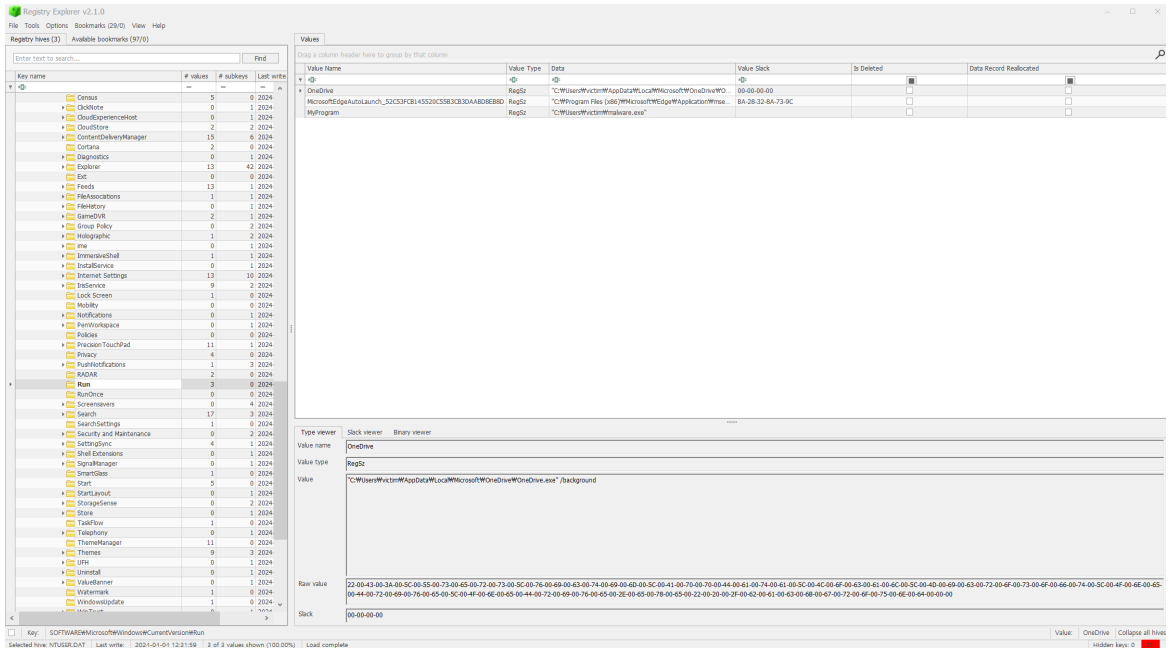 Registry Explorer v2.1.0
File Tools Options Bookmarks (29/0) View Help
Registry hives (3) Available bookmarks (97/0)
Enter text to search... Find
Key name # values # subkeys Last write
Census 5 0 2024-
ClickNote 0 1 2024-
CloudExperienceHost 0 1 2024-
CloudStore 2 2 2024-
ContentDeliveryManager 15 6 2024-
Cortana 2 0 2024-
Diagnostics 0 1 2024-
Explorer 13 42 2024-
Ext 0 0 2024-
Feeds 13 1 2024-
FileAssociations 1 1 2024-
FileHistory 0 1 2024-
GameDVR 2 1 2024-
Group Policy 0 2 2024-
Holographic 1 2 2024-
ime 0 1 2024-
ImmersiveShell 1 1 2024-
InstallService 0 1 2024-
Internet Settings 13 10 2024-
IrisService 9 2 2024-
Lock Screen 1 0 2024-
Mobility 0 0 2024-
Notifications 0 1 2024-
PenWorkspace 0 1 2024-
Policies 0 0 2024-
PrecisionTouchPad 11 1 2024-
Privacy 4 0 2024-
PushNotifications 1 3 2024-
RADAR 2 0 2024-
Run 3 0 2024-
RunOnce 0 0 2024-
Screensavers 0 4 2024-
Search 17 3 2024-
SearchSettings 1 0 2024-
Security and Maintenance 0 2 2024-
SettingSync 4 1 2024-
Shell Extensions 0 1 2024-
SignalManager 0 1 2024-
SmartGlass 1 0 2024-
Start 5 0 2024-
StartLayout 0 1 2024-
StorageSense 0 2 2024-
Store 0 1 2024-
TaskFlow 1 0 2024-
Telephony 0 1 2024-
ThemeManager 11 0 2024-
Themes 9 3 2024-
UFH 0 1 2024-
Uninstall 0 1 2024-
ValueBanner 0 1 2024-
Watermark 1 0 2024-
WindowsUpdate 1 0 2024-
Values
Drag a column header here to group by that column
Value Name Value Type Data Value Slack Is Deleted Data Record Reallocated
OneDrive RegSz "C:₩Users₩victim₩AppData₩Local₩Microsoft₩OneDrive₩O... 00-00-00-00
MicrosoftEdgeAutoLaunch_52C53FCB145520C55B3CB3DAABD8EB8D RegSz "C:₩Program Files (x86)₩Microsoft₩Edge₩Application₩mse... BA-28-32-8A-73-9C
MyProgram RegSz "C:₩Users₩victim₩malware.exe"
Type viewer Slack viewer Binary viewer
Value name OneDrive
Value type RegSz
Value "C:₩Users₩victim₩AppData₩Local₩Microsoft₩OneDrive₩OneDrive.exe" /background
Raw value 22-00-43-00-3A-00-5C-00-55-00-73-00-65-00-72-00-73-00-5C-00-76-00-69-00-63-00-74-00-69-00-6D-00-5C-00-41-00-70-00-70-00-44-00-61-00-74-00-61-00-5C-00-4C-00-6F-00-63-00-61-00-6C-00-5C-00-4D-00-69-00-63-00-72-00-6F-00-73-00-6F-00-66-00-74-00-5C-00-4F-00-6E-00-65-
00-44-00-72-00-69-00-76-00-65-00-5C-00-4F-00-6E-00-65-00-44-00-72-00-69-00-76-00-65-00-2E-00-65-00-78-00-65-00-22-00-20-00-2F-00-62-00-61-00-63-00-6B-00-67-00-72-00-6F-00-75-00-6E-00-64-00-00-00
Slack 00-00-00-00
Key: SOFTWARE₩Microsoft₩Windows₩CurrentVersion₩Run Value: OneDrive Collapse all hives
Selected hive: NTUSER.DAT Last write: 2024-04-04 12:21:59 3 of 3 values shown (100.00%) Load complete Hidden keys: 0